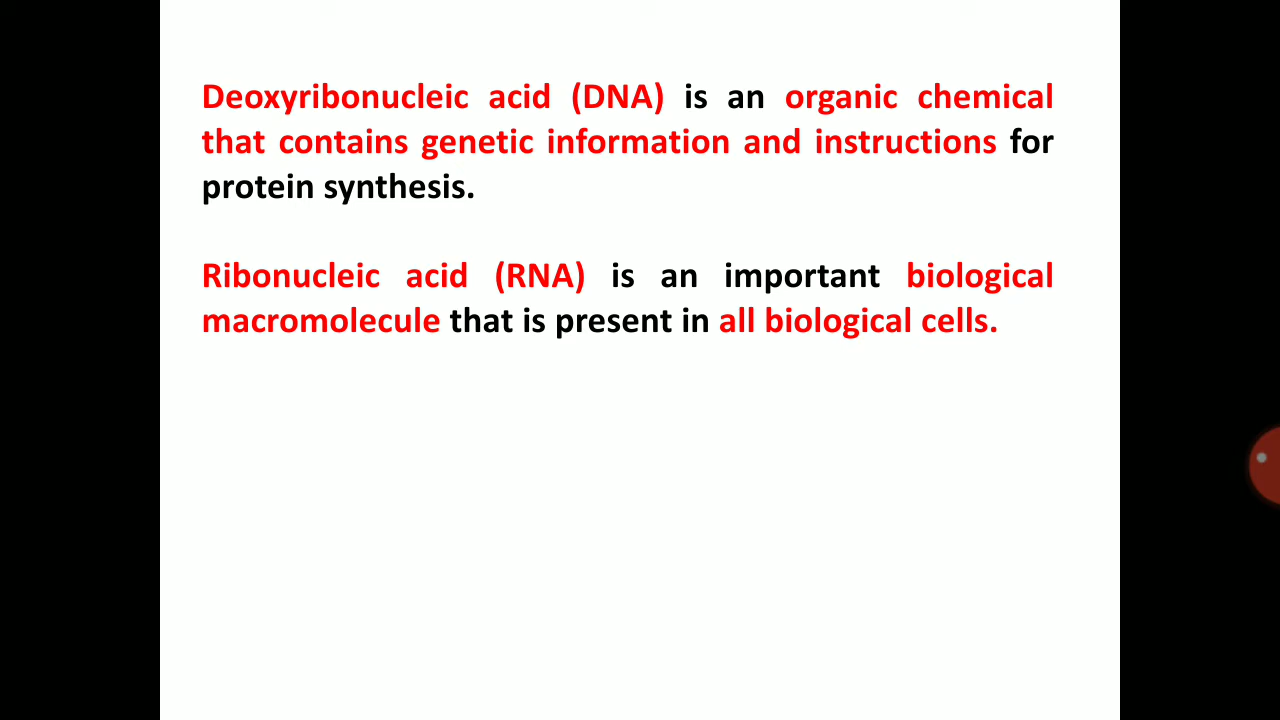 Deoxyribonucleic acid (DNA) is an organic chemical
that contains genetic information and instructions for
protein synthesis.
Ribonucleic acid (RNA) is an important biological
macromolecule that is present in all biological cells.